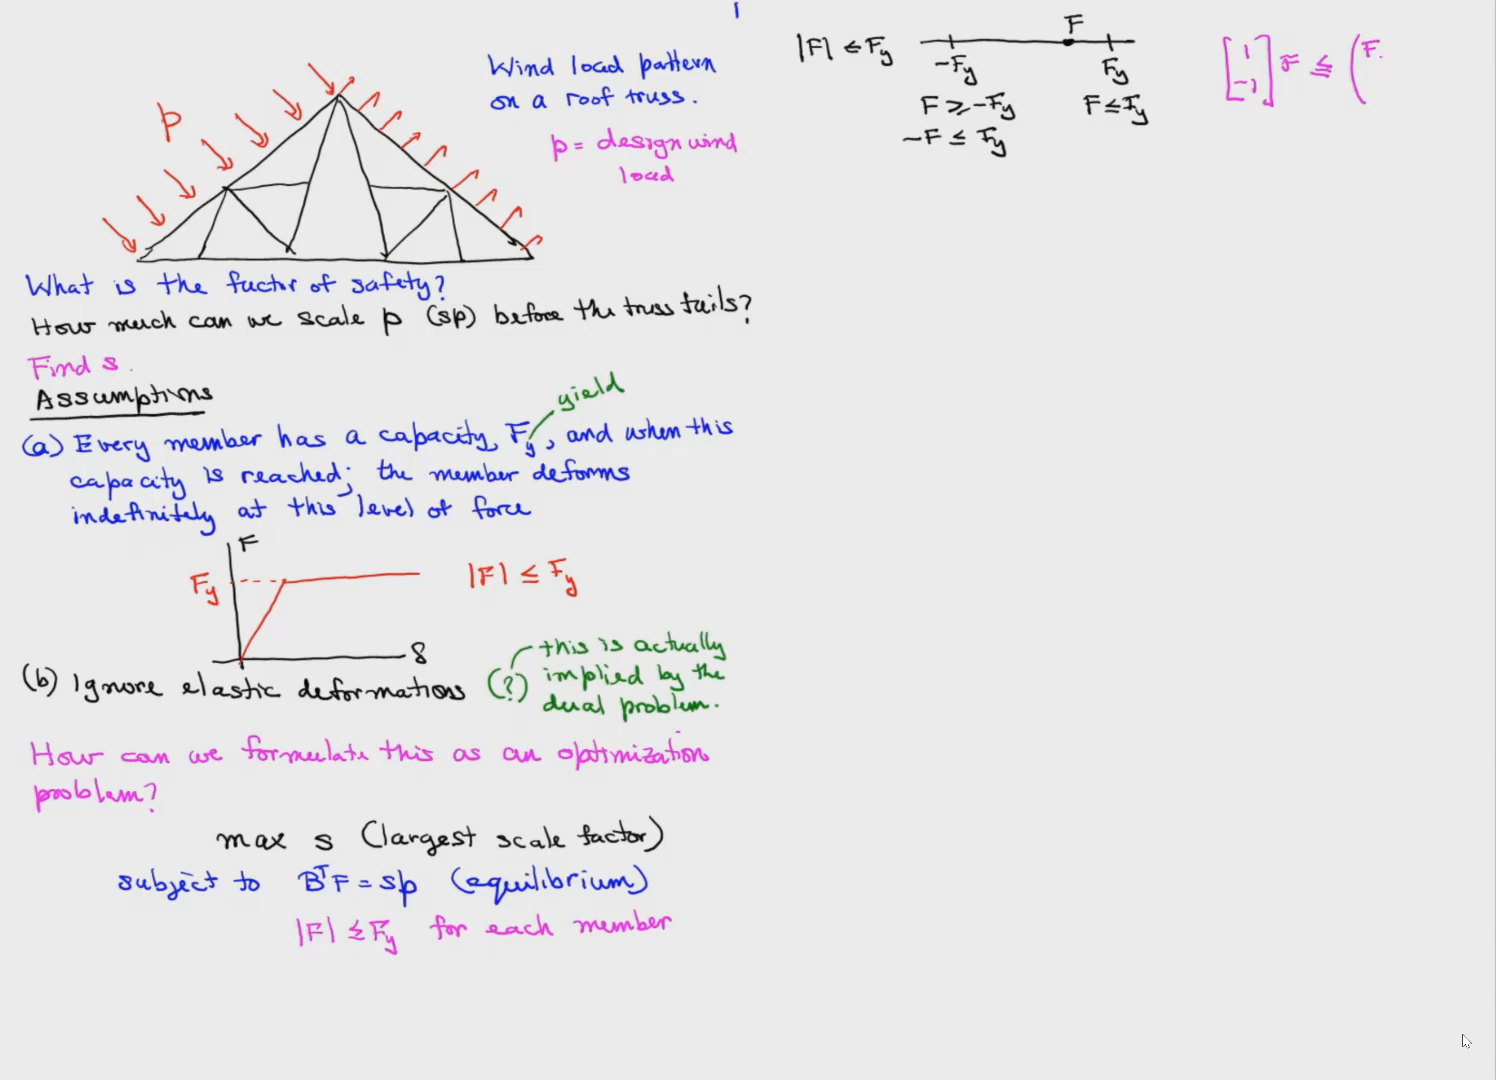 Wind load pattern
on a roof truss.
p
p = design wind
load
What is the factor of safety?
How much can we scale p (sp) before the truss fails?
Find s.
Assumptions
yield
(a) Every member has a capacity, Fy, and when this
capacity is reached; the member deforms
indefinitely at this level of force
F
Fy
|F| ≤ Fy
δ
(b) Ignore elastic deformations (?)
this is actually
implied by the
dual problem.
How can we formulate this as an optimization
problem?
max s (largest scale factor)
subject to BᵀF = sp (equilibrium)
|F| ≤ Fy for each member
|F| ≤ Fy
F
-Fy Fy
F ≥ -Fy F ≤ Fy
-F ≤ Fy
[1 -1] F ≤ (F